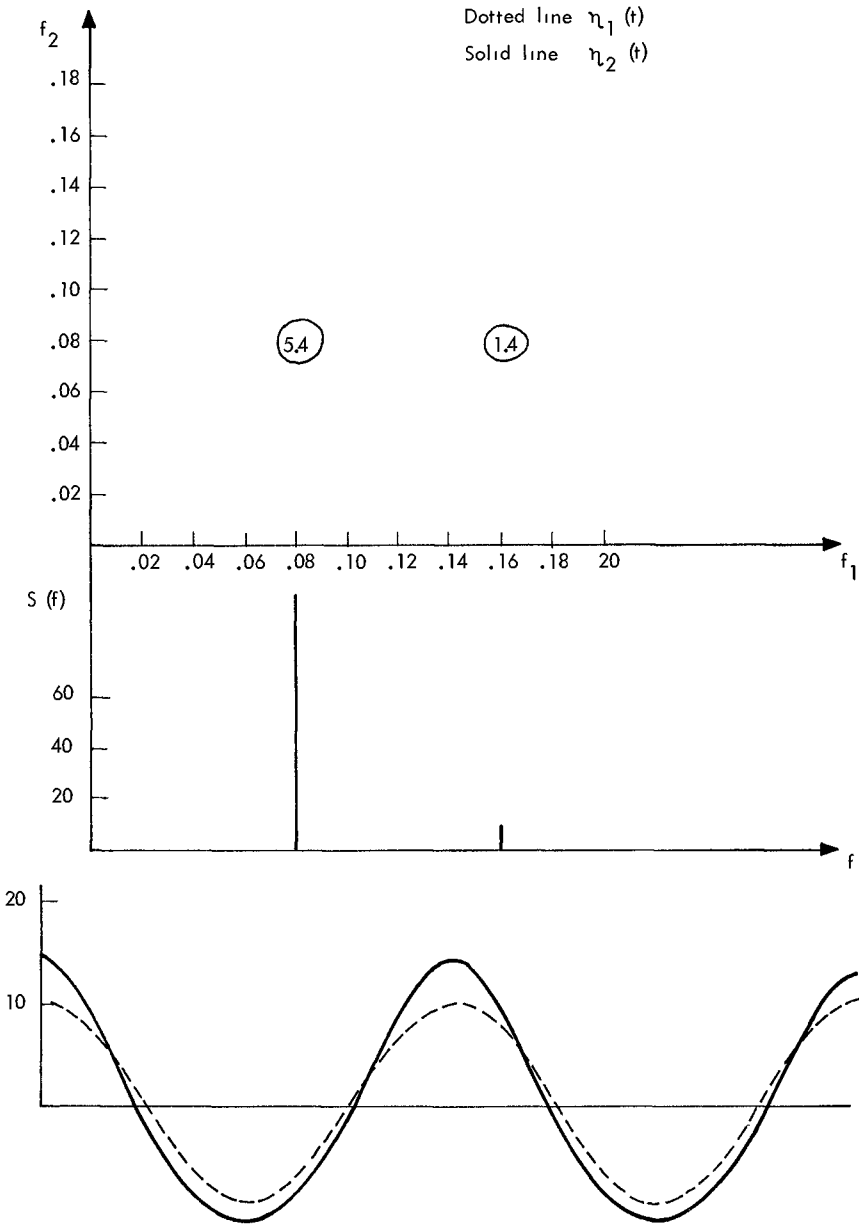 Dotted line η1 (t)
Solid line η2 (t)
f2
.18
.16
.14
.12
.10
.08
.06
.04
.02
5.4
1.4
.02 .04 .06 .08 .10 .12 .14 .16 .18 20
f1
S (f)
60
40
20
f
20
10